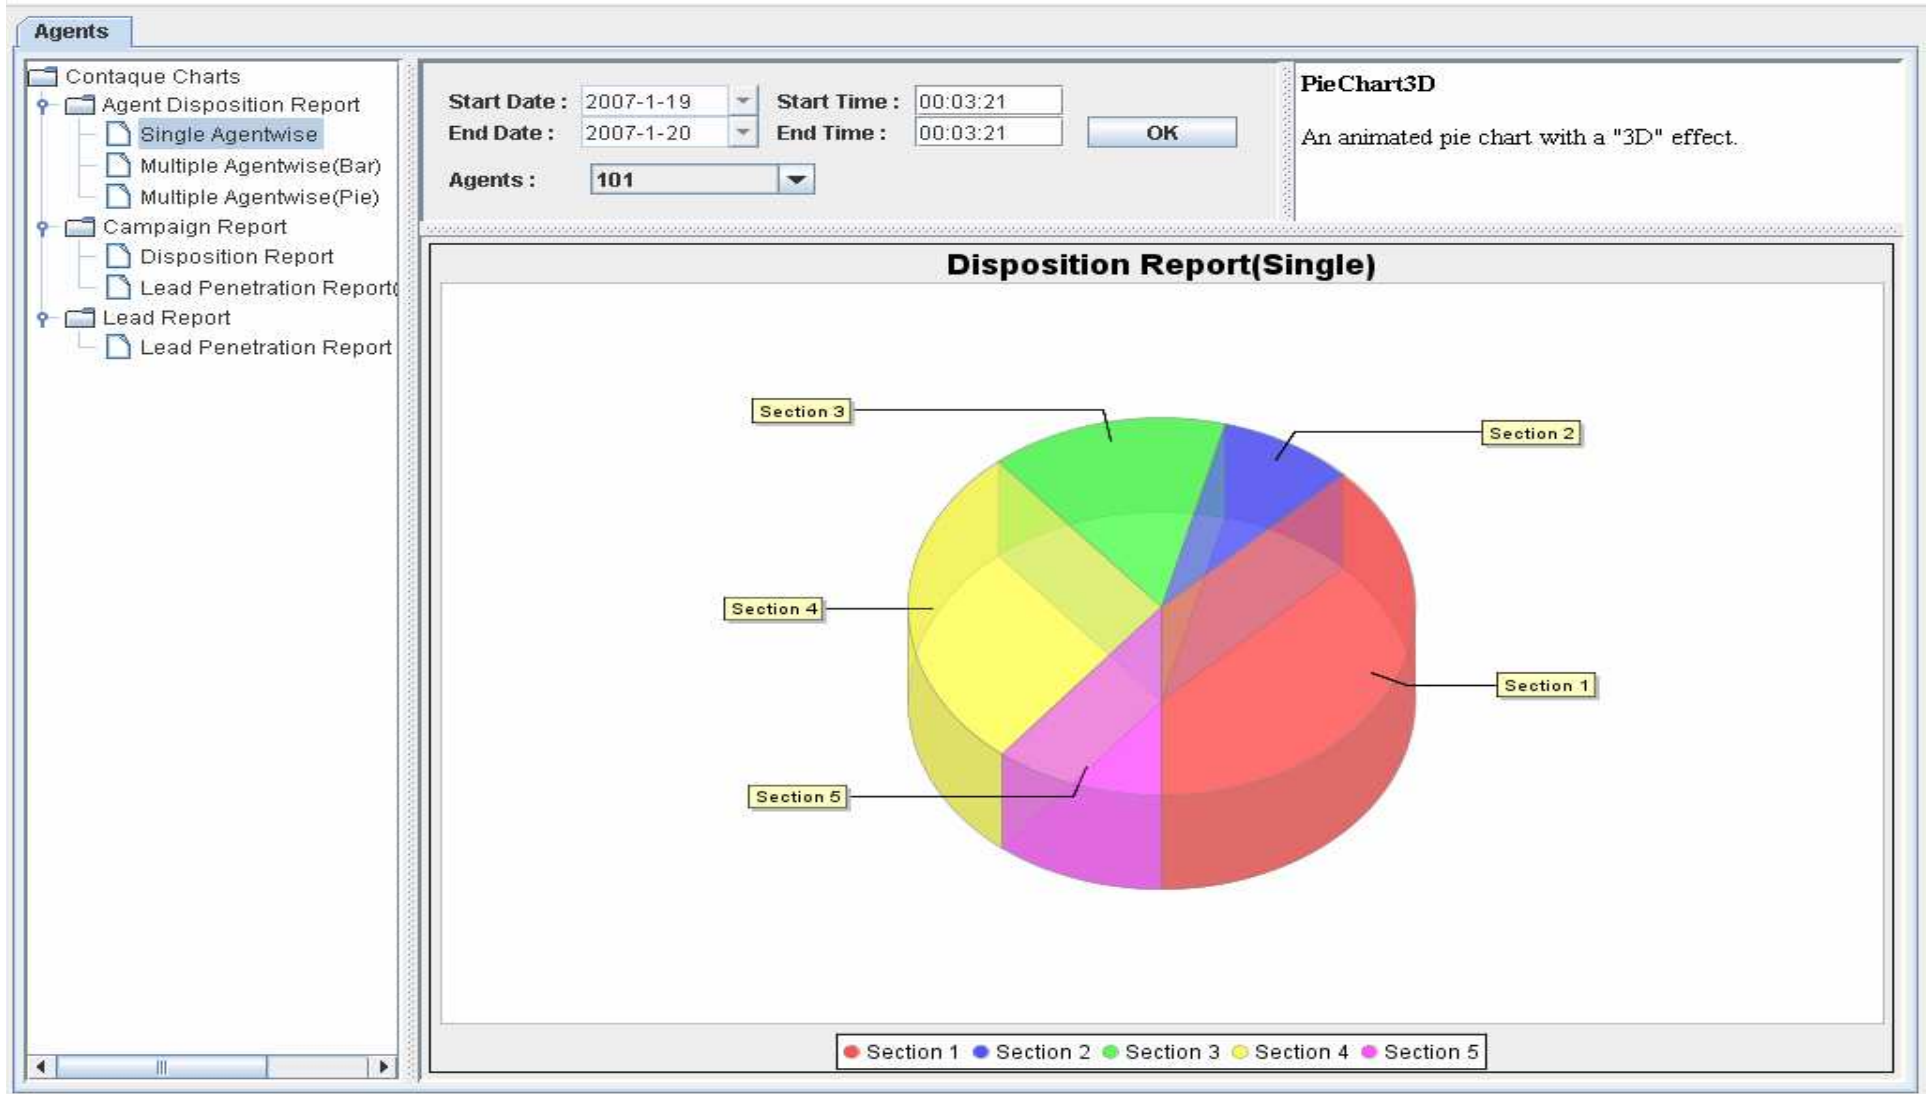 Agents
Contaque Charts
Agent Disposition Report
Single Agentwise
Multiple Agentwise(Bar)
Multiple Agentwise(Pie)
Campaign Report
Disposition Report
Lead Penetration Report(
Lead Report
Lead Penetration Report
Start Date : 2007-1-19 Start Time : 00:03:21
End Date : 2007-1-20 End Time : 00:03:21 OK
Agents : 101
PieChart3D
An animated pie chart with a "3D" effect.
Disposition Report(Single)
Section 3
Section 2
Section 4
Section 1
Section 5
Section 1 Section 2 Section 3 Section 4 Section 5